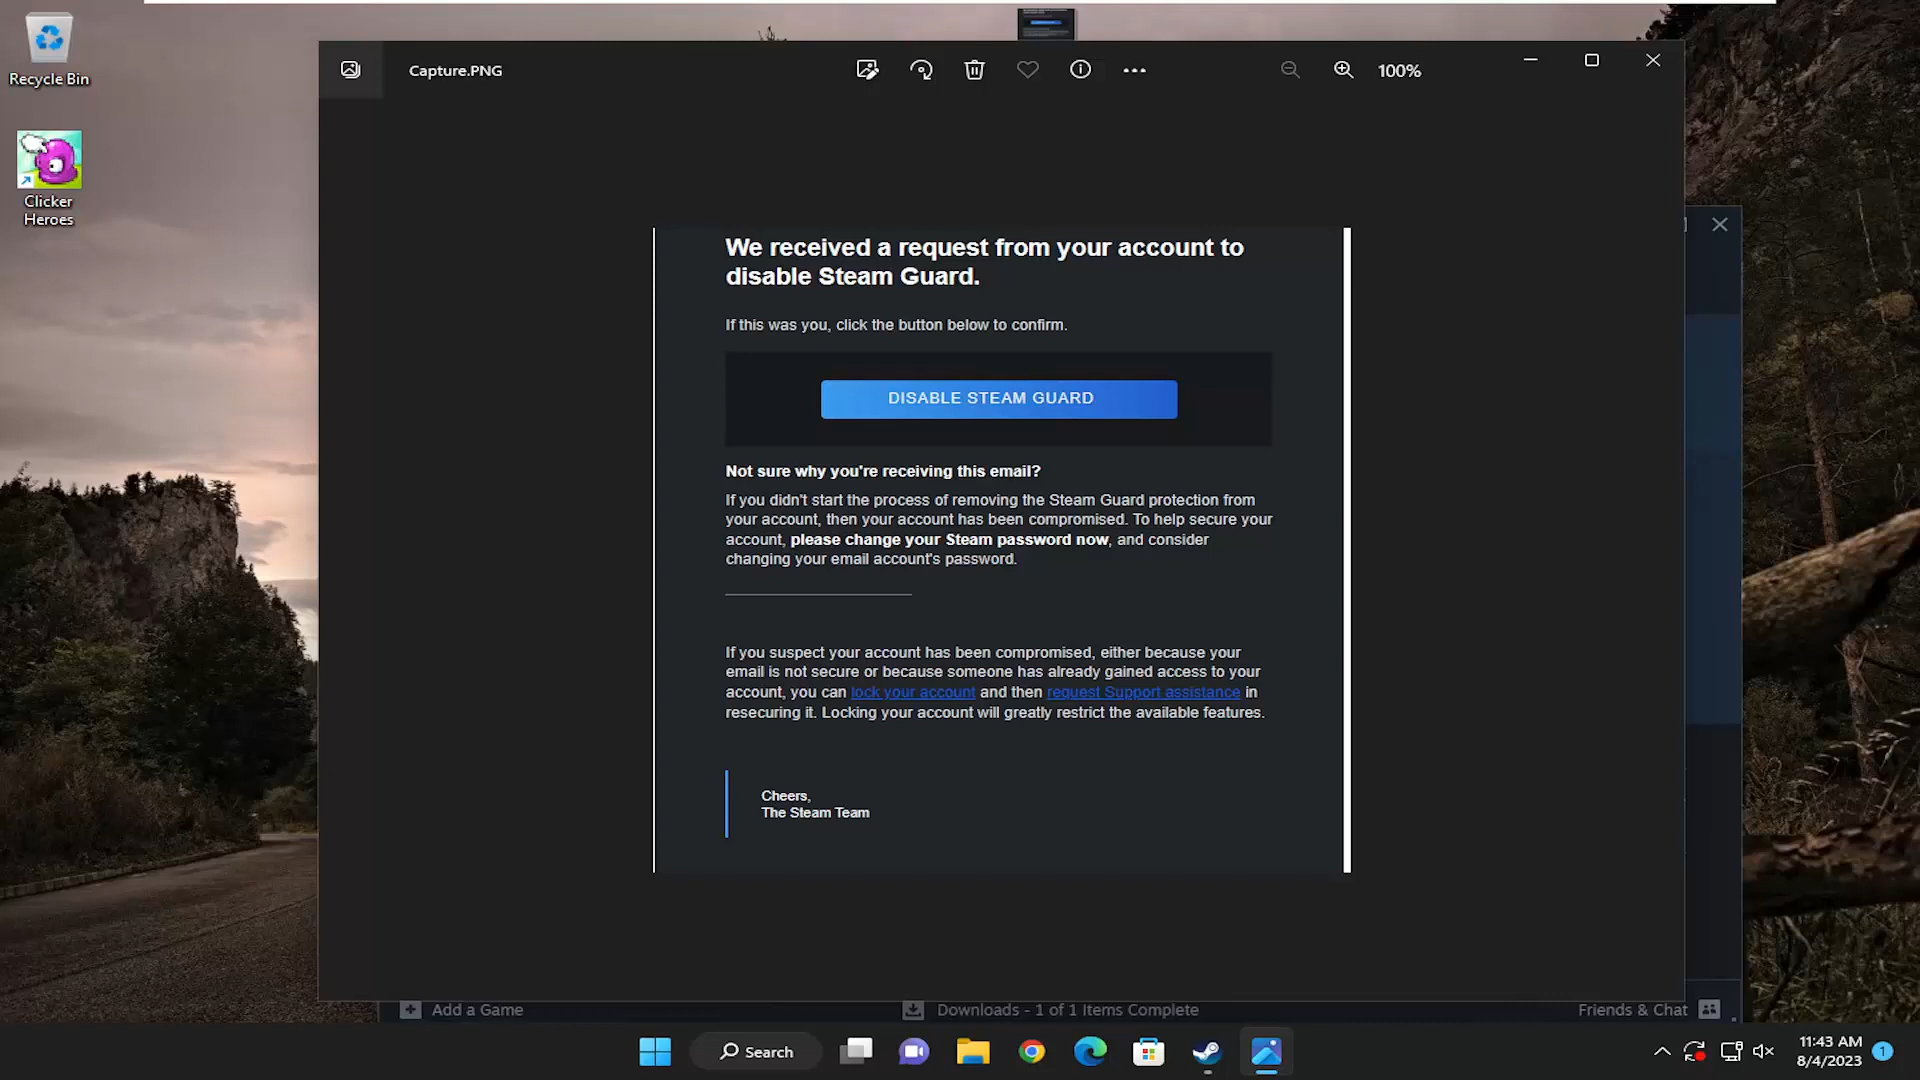 Recycle Bin
Clicker
Heroes
Capture.PNG
100%
We received a request from your account to
disable Steam Guard.
If this was you, click the button below to confirm.
DISABLE STEAM GUARD
Not sure why you're receiving this email?
If you didn't start the process of removing the Steam Guard protection from
your account, then your account has been compromised. To help secure your
account, please change your Steam password now, and consider
changing your email account's password.
If you suspect your account has been compromised, either because your
email is not secure or because someone has already gained access to your
account, you can lock your account and then request Support assistance in
resecuring it. Locking your account will greatly restrict the available features.
Cheers,
The Steam Team
Add a Game
Downloads - 1 of 1 Items Complete
Friends & Chat
Search
11:43 AM
8/4/2023
1